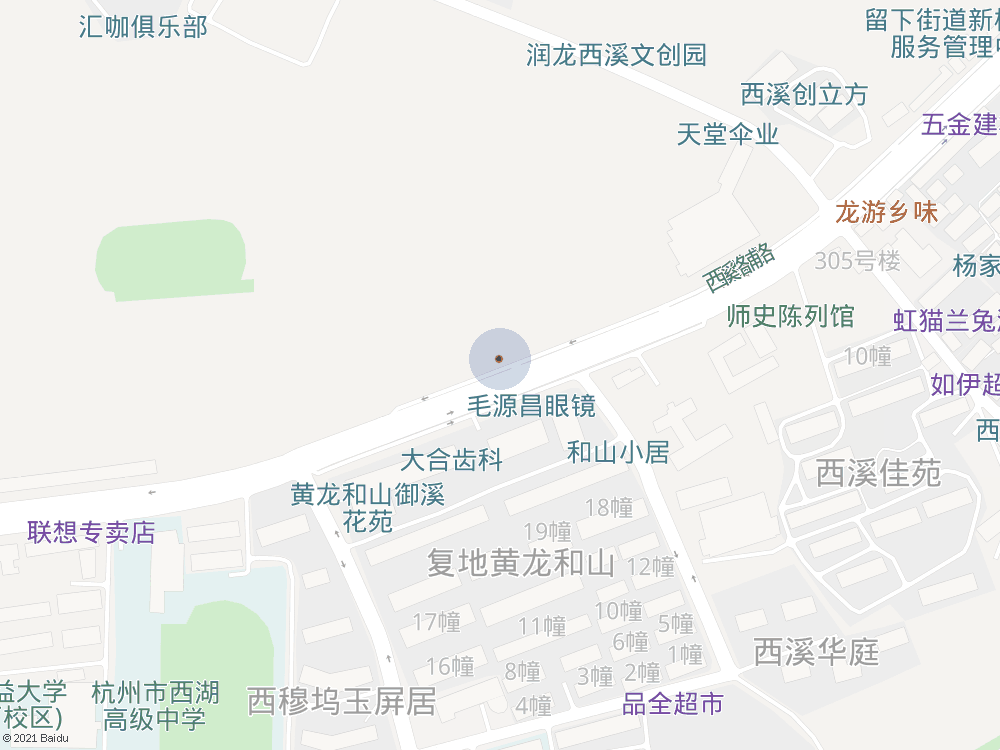 汇咖俱乐部
留下街道新
服务管理中
润龙西溪文创园
西溪创立方
天堂伞业
五金建
龙游乡味
西溪路
305号楼
杨家
师史陈列馆
虹猫兰兔
10幢
如伊超
毛源昌眼镜
西
和山小居
大合齿科
西溪佳苑
黄龙和山御溪
花苑
18幢
联想专卖店
19幢
复地黄龙和山
12幢
17幢
10幢
11幢
5幢
6幢
1幢
西溪华庭
16幢
8幢
3幢
2幢
益大学
校区)
杭州市西湖
高级中学
西穆坞玉屏居
4幢
品全超市
© 2021 Baidu